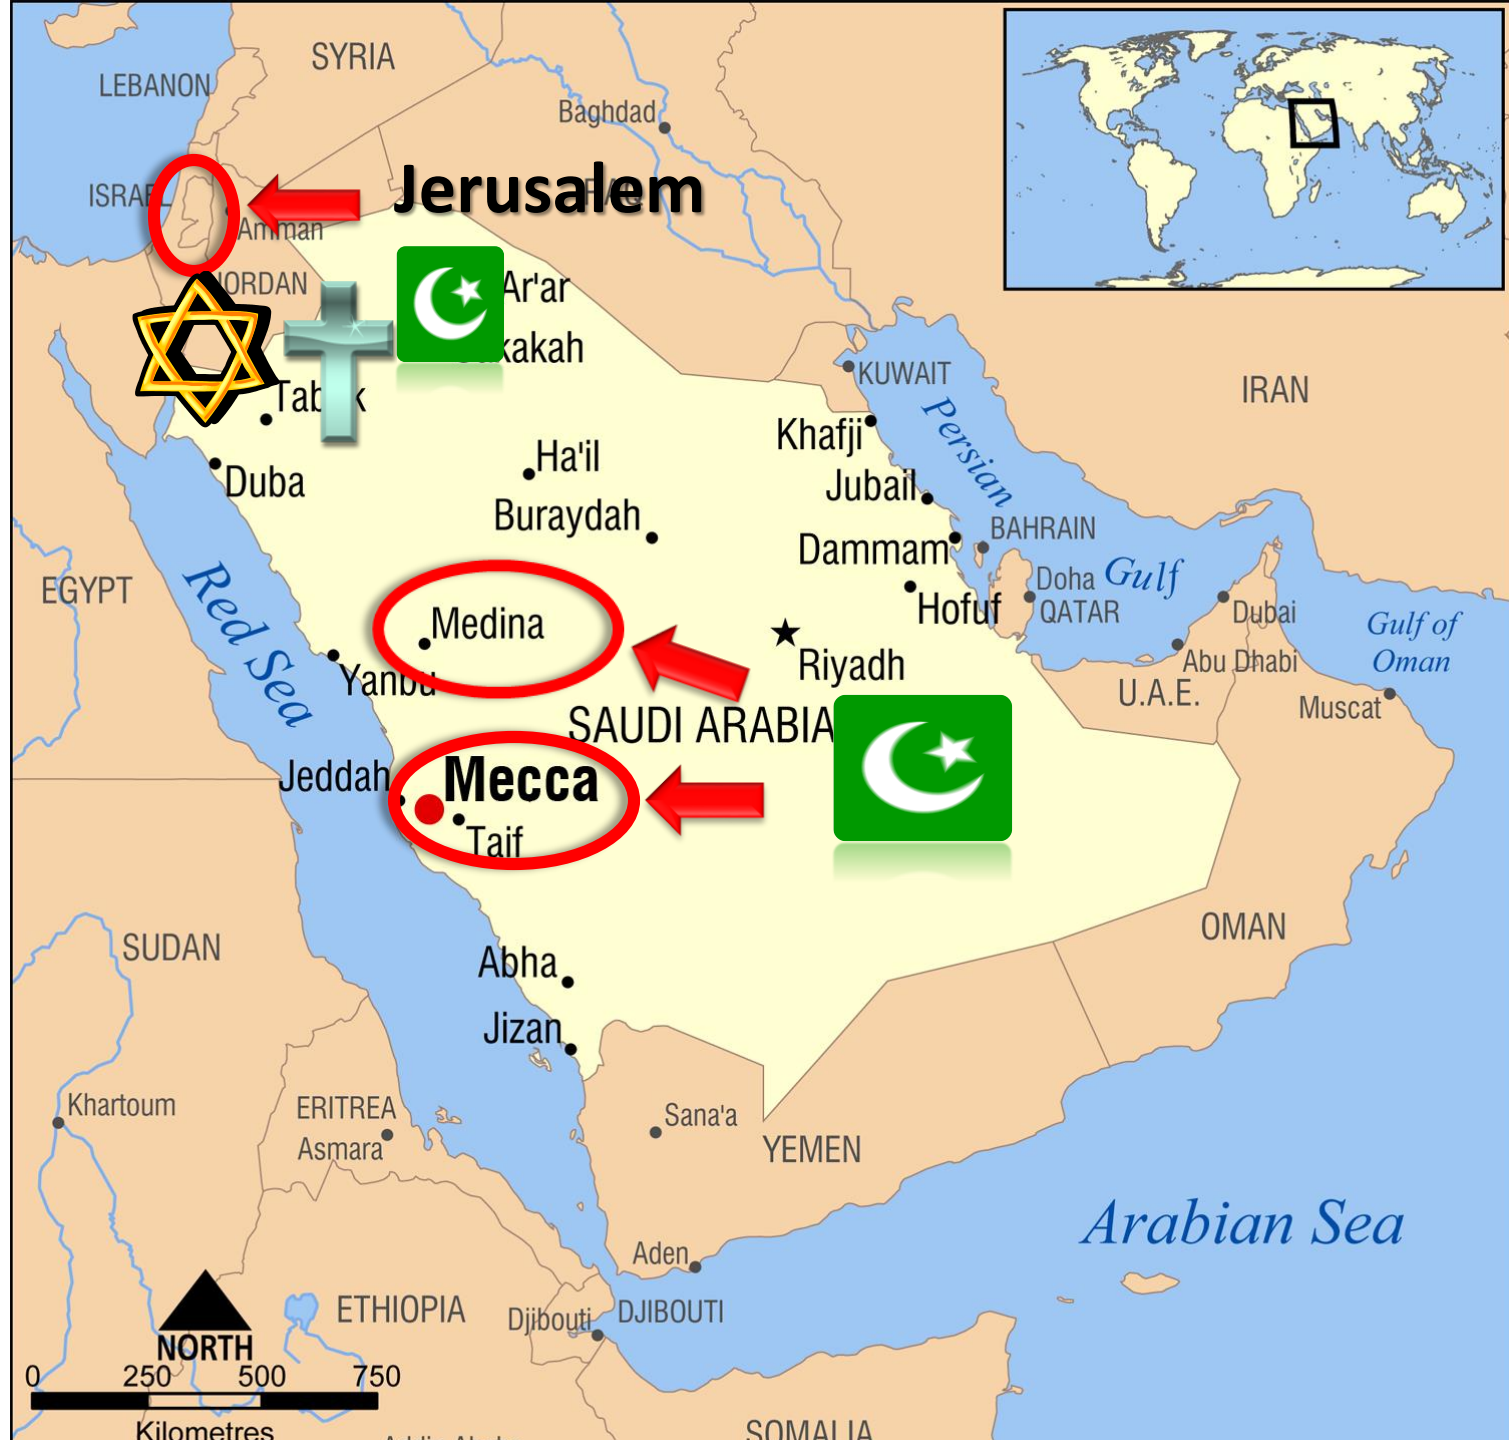 SYRIA
LEBANON
Baghdad
ISRAEL
Jerusalem
Amman
JORDAN
Ar'ar
KUWAIT
IRAN
Persian
Gulf
Khafji
Ha'il
Duba
Jubail
Buraydah
BAHRAIN
Dammam
Doha
QATAR
Hofuf
Dubai
Gulf of
Oman
EGYPT
Red Sea
Medina
Yanbu
Riyadh
Abu Dhabi
U.A.E.
Muscat
SAUDI ARABIA
Jeddah
Mecca
Taif
OMAN
SUDAN
Abha
Jizan
Khartoum
ERITREA
Asmara
Sana'a
YEMEN
Arabian Sea
Aden
ETHIOPIA
Djibouti
DJIBOUTI
NORTH
0 250 500 750
Kilometres
SOMALIA